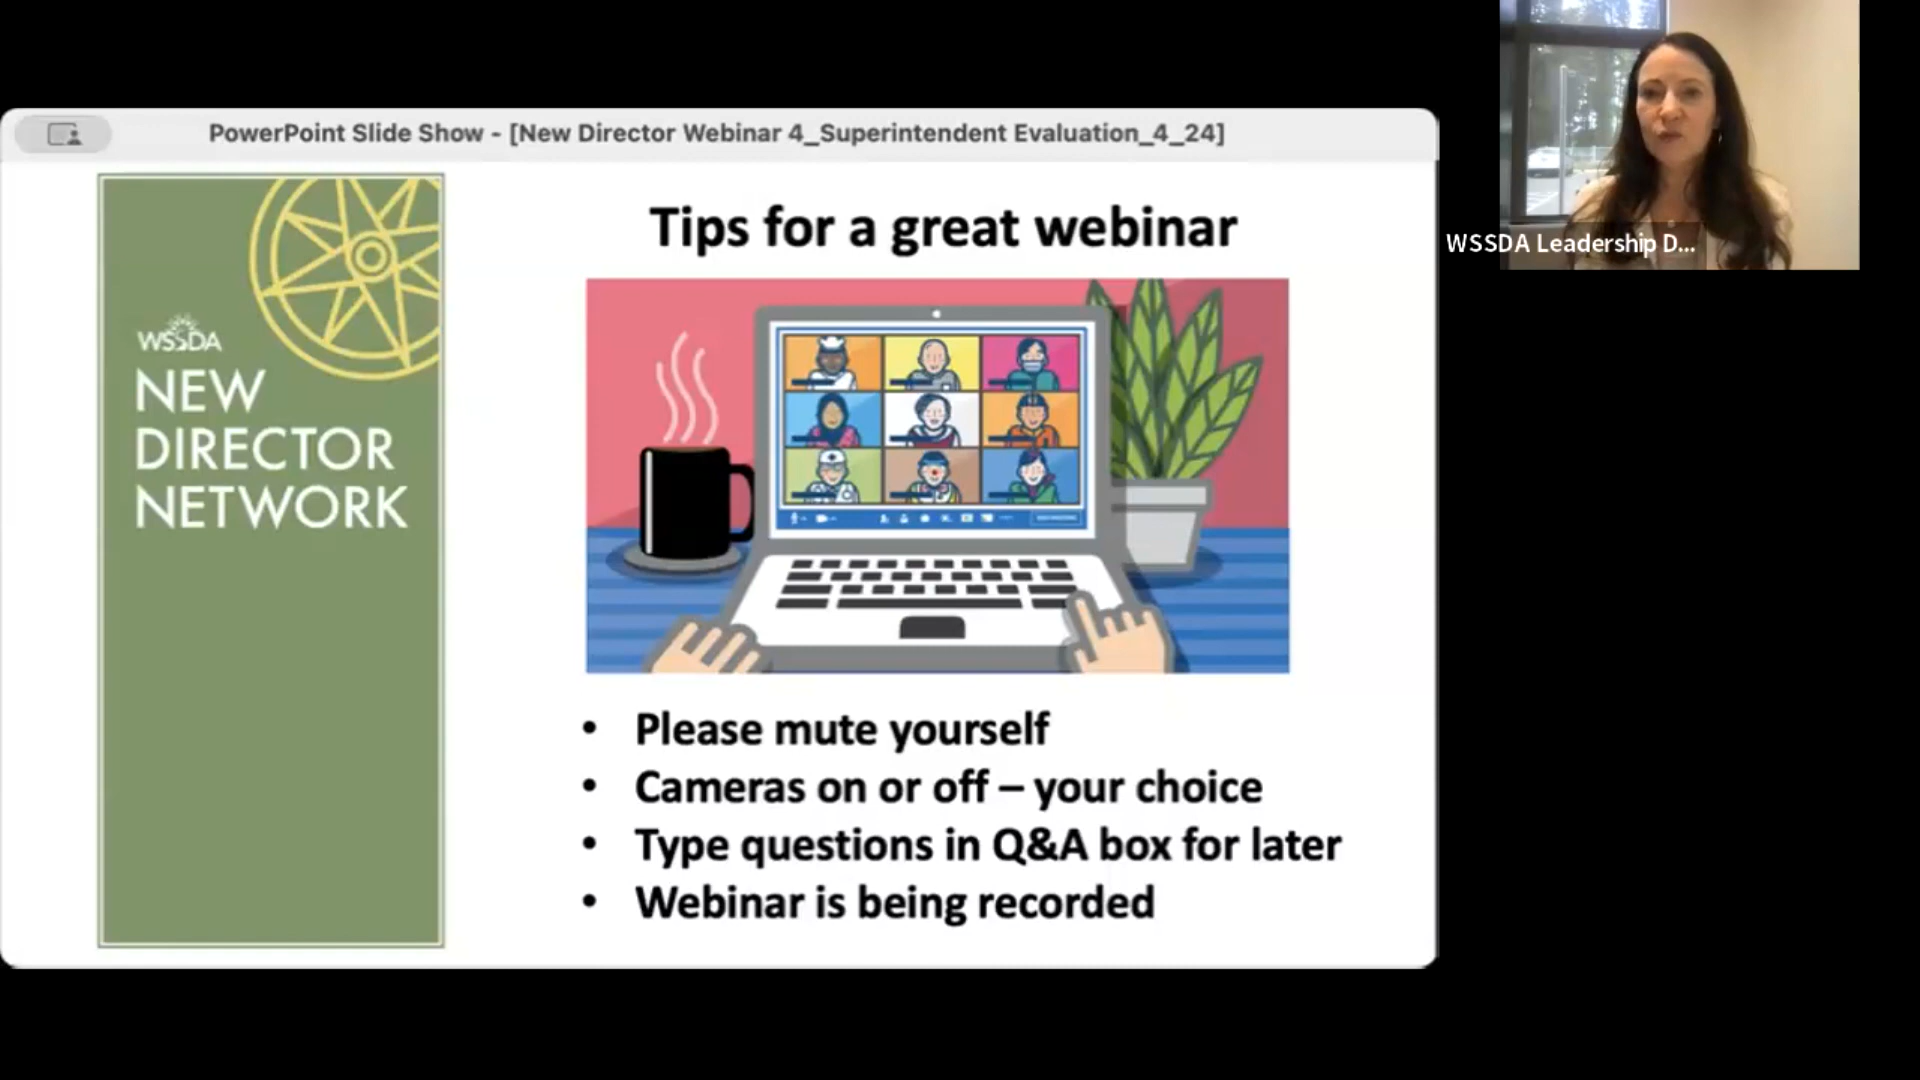 PowerPoint Slide Show - [New Director Webinar 4_Superintendent Evaluation_4_24]
WSSDA
NEW
DIRECTOR
NETWORK
Tips for a great webinar
• Please mute yourself
• Cameras on or off – your choice
• Type questions in Q&A box for later
• Webinar is being recorded
WSSDA Leadership D...